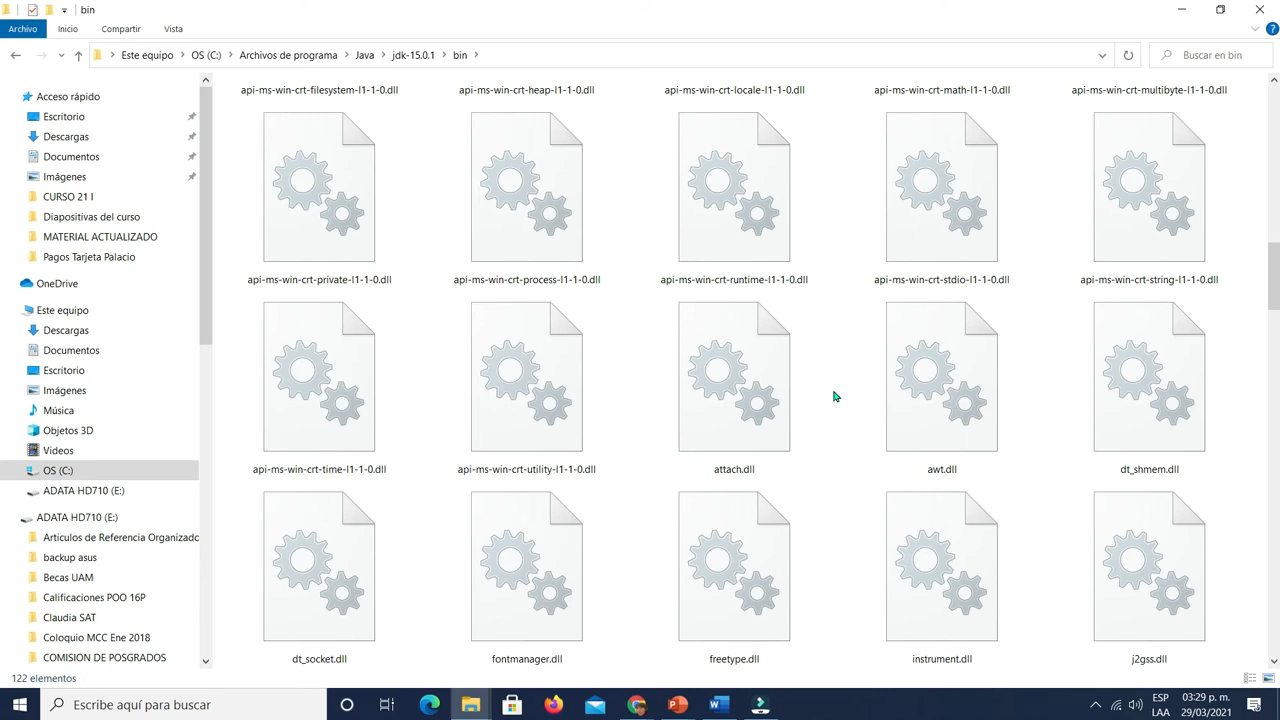 bin
Archivo Inicio Compartir Vista
Este equipo OS (C:) Archivos de programa Java jdk-15.0.1 bin Buscar en bin
Acceso rápido
Escritorio
Descargas
Documentos
Imágenes
CURSO 21 I
Diapositivas del curso
MATERIAL ACTUALIZADO
Pagos Tarjeta Palacio
OneDrive
Este equipo
Descargas
Documentos
Escritorio
Imágenes
Música
Objetos 3D
Videos
OS (C:)
ADATA HD710 (E:)
ADATA HD710 (E:)
Articulos de Referencia Organizado
backup asus
Becas UAM
Calificaciones POO 16P
Claudia SAT
Coloquio MCC Ene 2018
COMISION DE POSGRADOS
api-ms-win-crt-filesystem-l1-1-0.dll api-ms-win-crt-heap-l1-1-0.dll api-ms-win-crt-locale-l1-1-0.dll api-ms-win-crt-math-l1-1-0.dll api-ms-win-crt-multibyte-l1-1-0.dll
api-ms-win-crt-private-l1-1-0.dll api-ms-win-crt-process-l1-1-0.dll api-ms-win-crt-runtime-l1-1-0.dll api-ms-win-crt-stdio-l1-1-0.dll api-ms-win-crt-string-l1-1-0.dll
api-ms-win-crt-time-l1-1-0.dll api-ms-win-crt-utility-l1-1-0.dll attach.dll awt.dll dt_shmem.dll
dt_socket.dll fontmanager.dll freetype.dll instrument.dll j2gss.dll
122 elementos
Escribe aquí para buscar
ESP 03:29 p. m.
LAA 29/03/2021